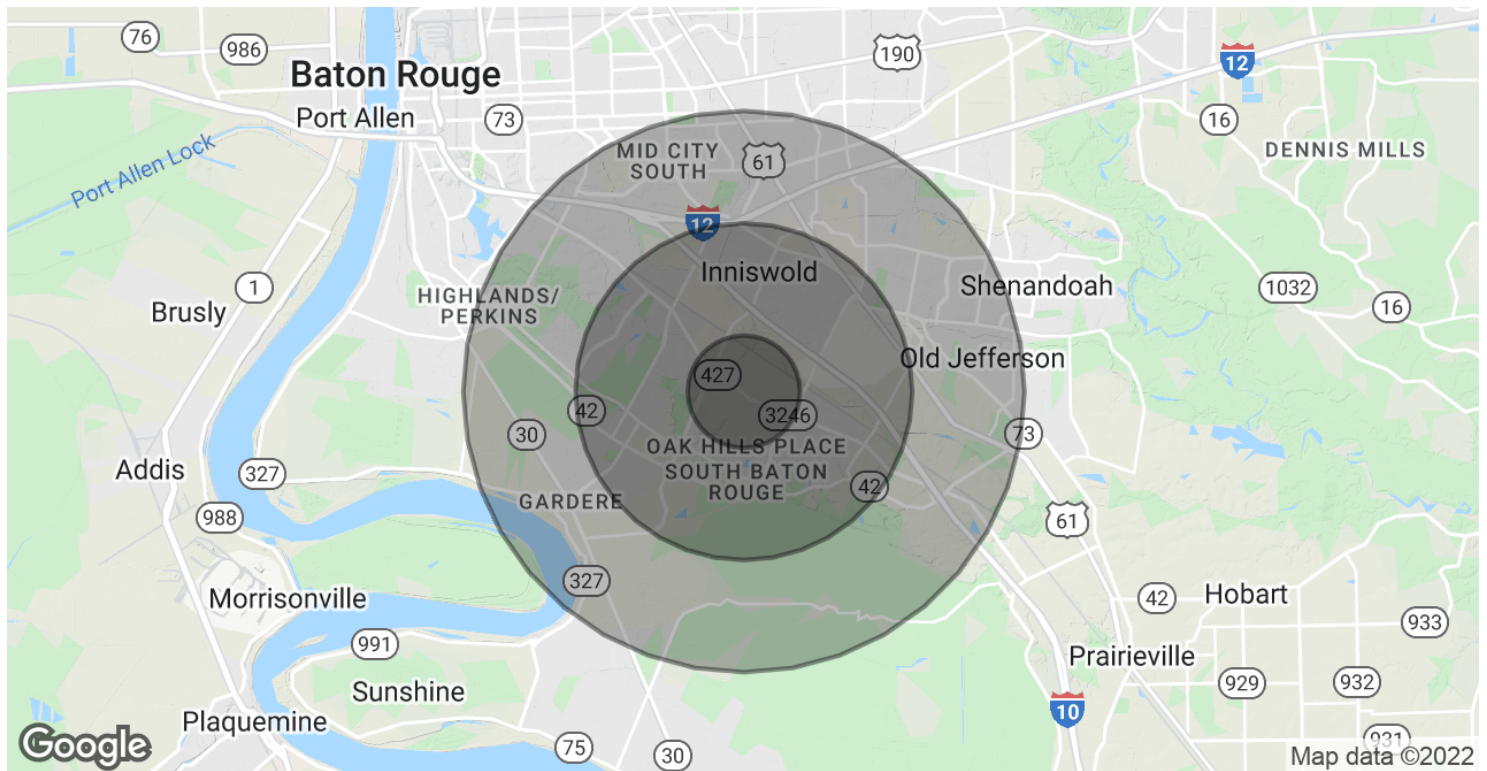 76
986
190
12
Baton Rouge
Port Allen
73
16
Port Allen Lock
MID CITY
SOUTH
61
DENNIS MILLS
12
Inniswold
Shenandoah
1
1032
HIGHLANDS/
PERKINS
16
Brusly
Old Jefferson
427
42
3246
30
73
OAK HILLS PLACE
SOUTH BATON
ROUGE
Addis
327
42
GARDERE
988
61
327
Morrisonville
42
Hobart
933
991
Prairieville
Sunshine
929
932
10
Plaquemine
Google
75
30
931
Map data ©2022